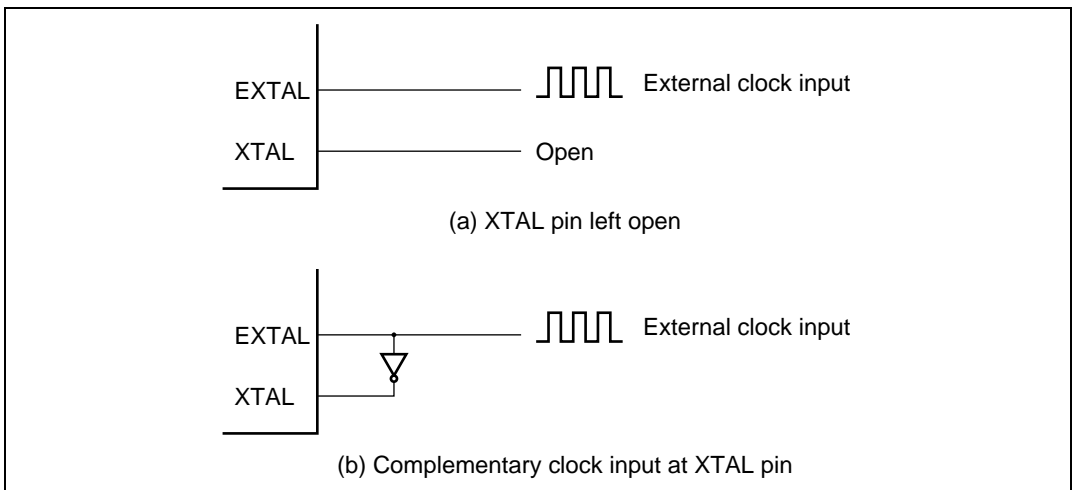 EXTAL
External clock input
XTAL
Open
(a) XTAL pin left open
EXTAL
External clock input
XTAL
(b) Complementary clock input at XTAL pin